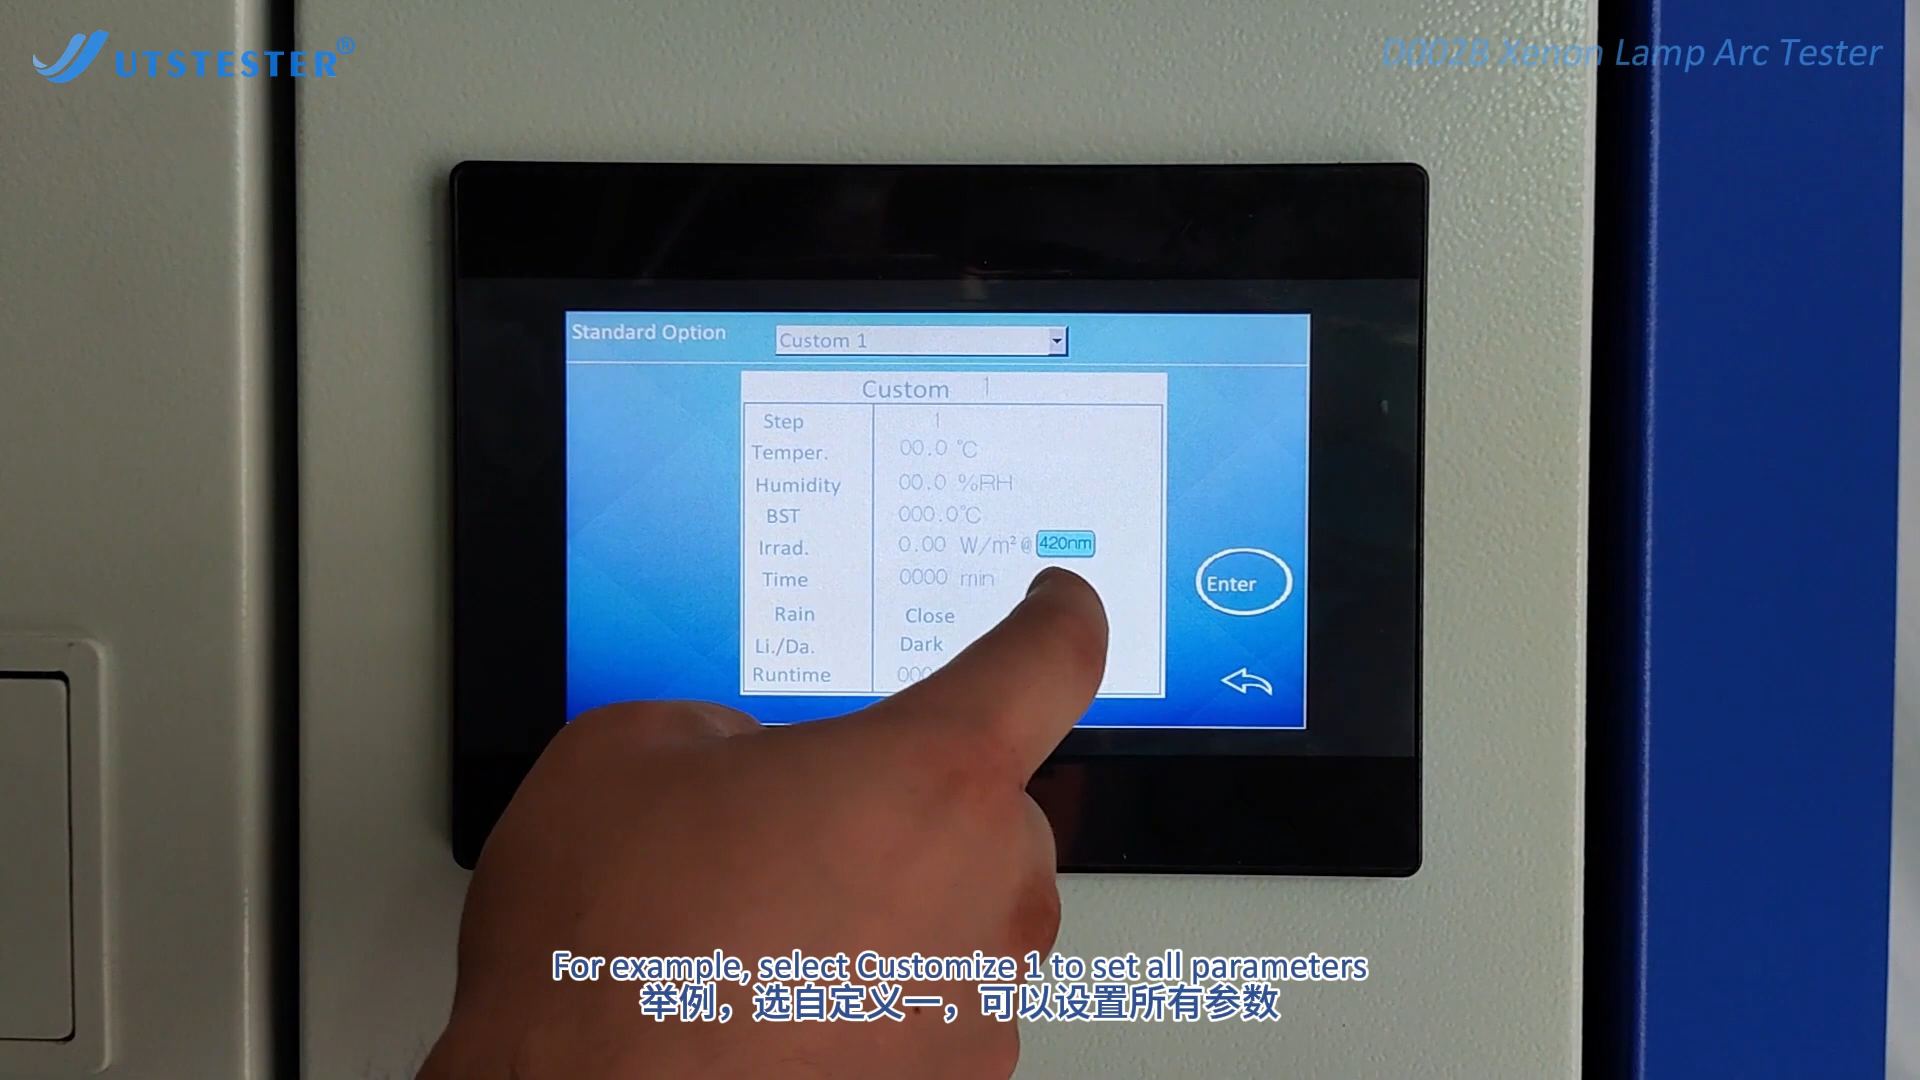 UTSTESTER®
D002B Xenon Lamp Arc Tester
Standard Option
Custom 1
Custom 1
Step 1
Temper. 00.0 ℃
Humidity 00.0 %RH
BST 000.0℃
Irrad. 0.00 W/m² @ 420nm
Time 0000 min
Rain Close
Li./Da. Dark
Runtime
Enter
For example, select Customize 1 to set all parameters
举例，选自定义一，可以设置所有参数